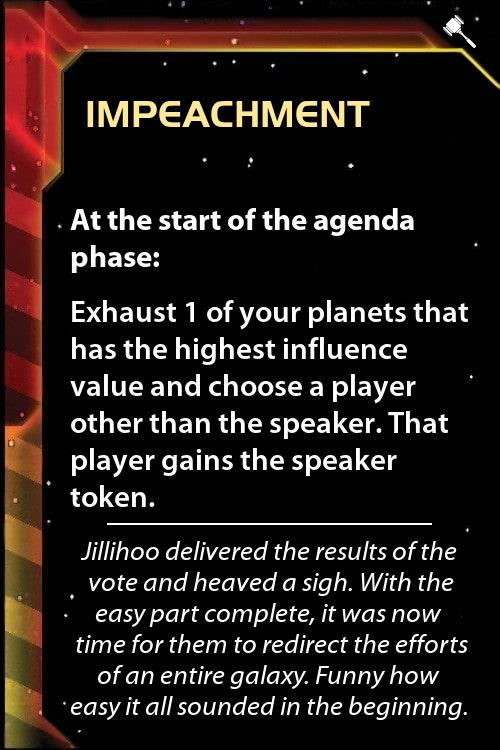 IMPEACHMENT
At the start of the agenda
phase:
Exhaust 1 of your planets that
has the highest influence
value and choose a player
other than the speaker. That
player gains the speaker
token.
Jillihoo delivered the results of the
vote and heaved a sigh. With the
easy part complete, it was now
time for them to redirect the efforts
of an entire galaxy. Funny how
easy it all sounded in the beginning.